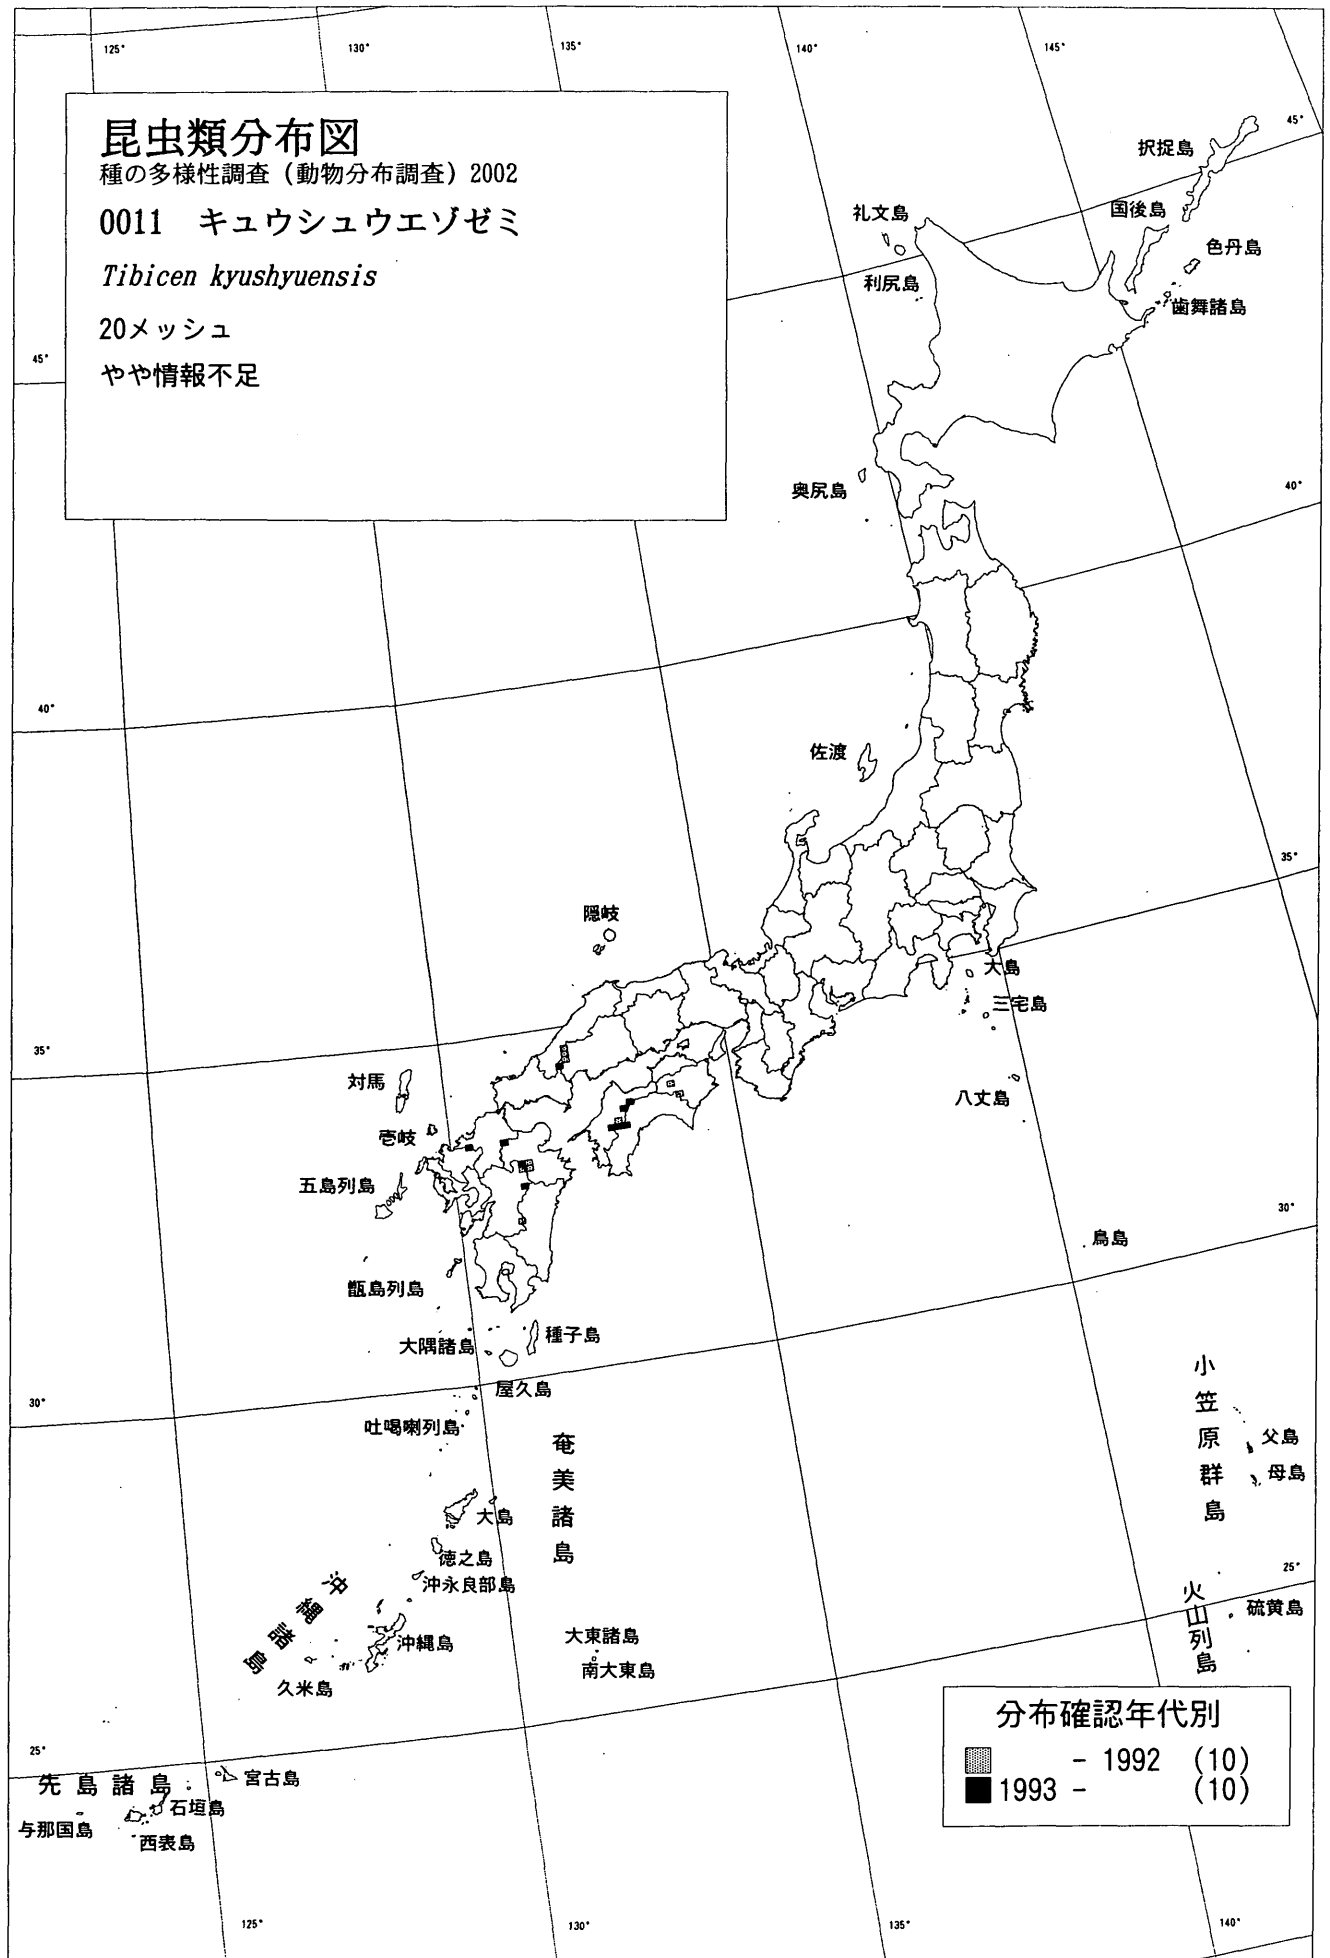 125°
130°
135°
140°
145°
昆虫類分布図
種の多様性調査（動物分布調査）2002
0011　キュウシュウエゾゼミ
Tibicen kyushyuensis
20メッシュ
やや情報不足
45°
択捉島
国後島
礼文島
色丹島
利尻島
歯舞諸島
45°
奥尻島
40°
40°
佐渡
35°
隠岐
大島
三宅島
35°
対馬
八丈島
壱岐
五島列島
30°
鳥島
甑島列島
大隅諸島
種子島
屋久島
30°
吐喝喇列島
小笠原群島
父島
母島
奄美諸島
大島
徳之島
沖永良部島
25°
沖縄諸島
火山列島
硫黄島
沖縄島
大東諸島
南大東島
久米島
分布確認年代別
- 1992 (10)
1993 - (10)
25°
先島諸島
宮古島
石垣島
与那国島
西表島
125°
130°
135°
140°